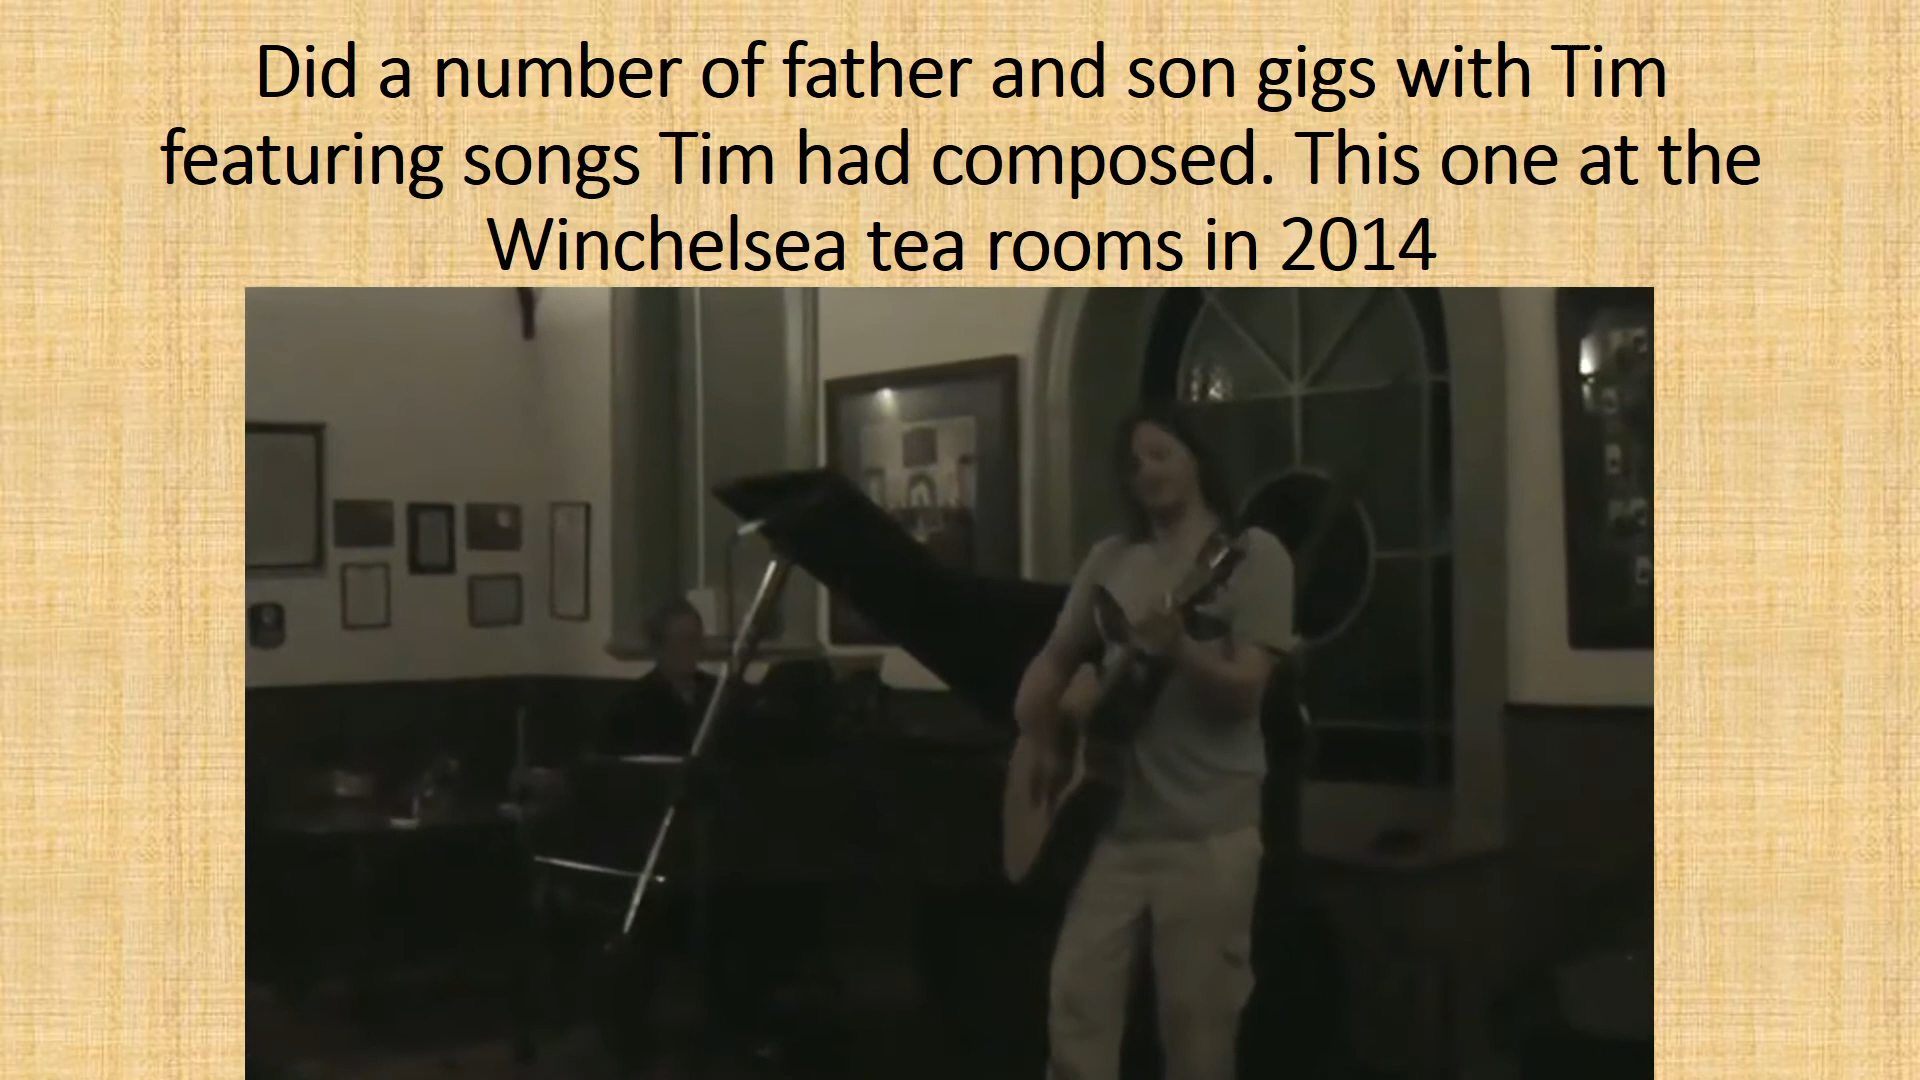 Did a number of father and son gigs with Tim
featuring songs Tim had composed. This one at the
Winchelsea tea rooms in 2014